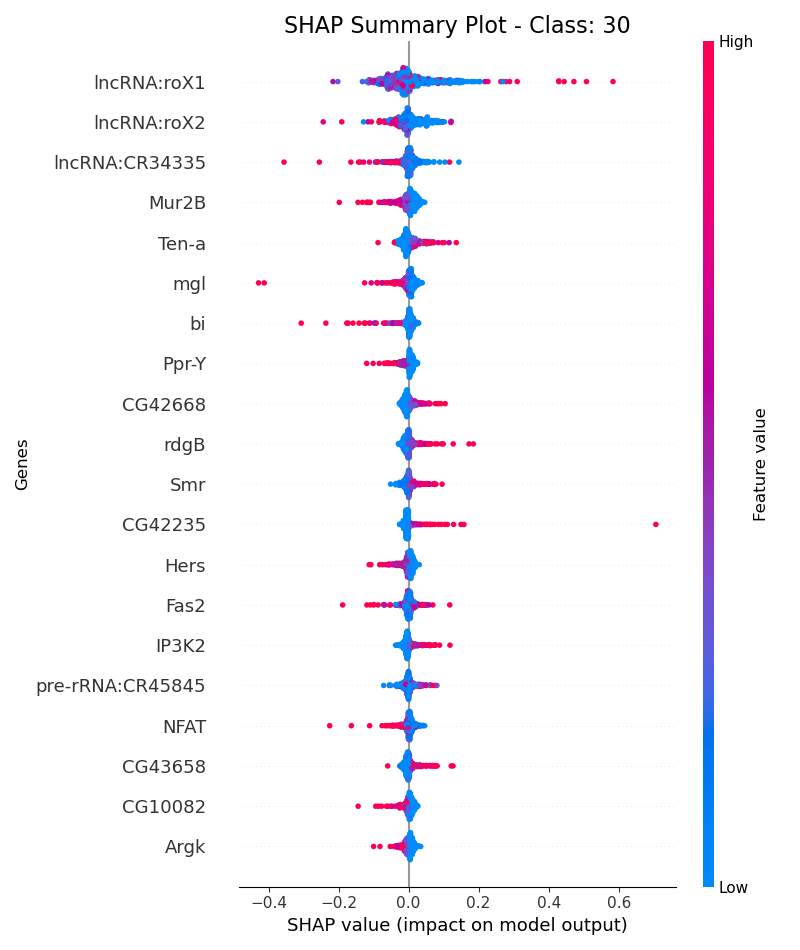 SHAP Summary Plot - Class: 30
High
lncRNA:roX1
lncRNA:roX2
lncRNA:CR34335
Mur2B
Ten-a
mgl
bi
Ppr-Y
CG42668
rdgB
Smr
CG42235
Hers
Fas2
IP3K2
pre-rRNA:CR45845
NFAT
CG43658
CG10082
Argk
Genes
Feature value
Low
−0.4 −0.2 0.0 0.2 0.4 0.6
SHAP value (impact on model output)